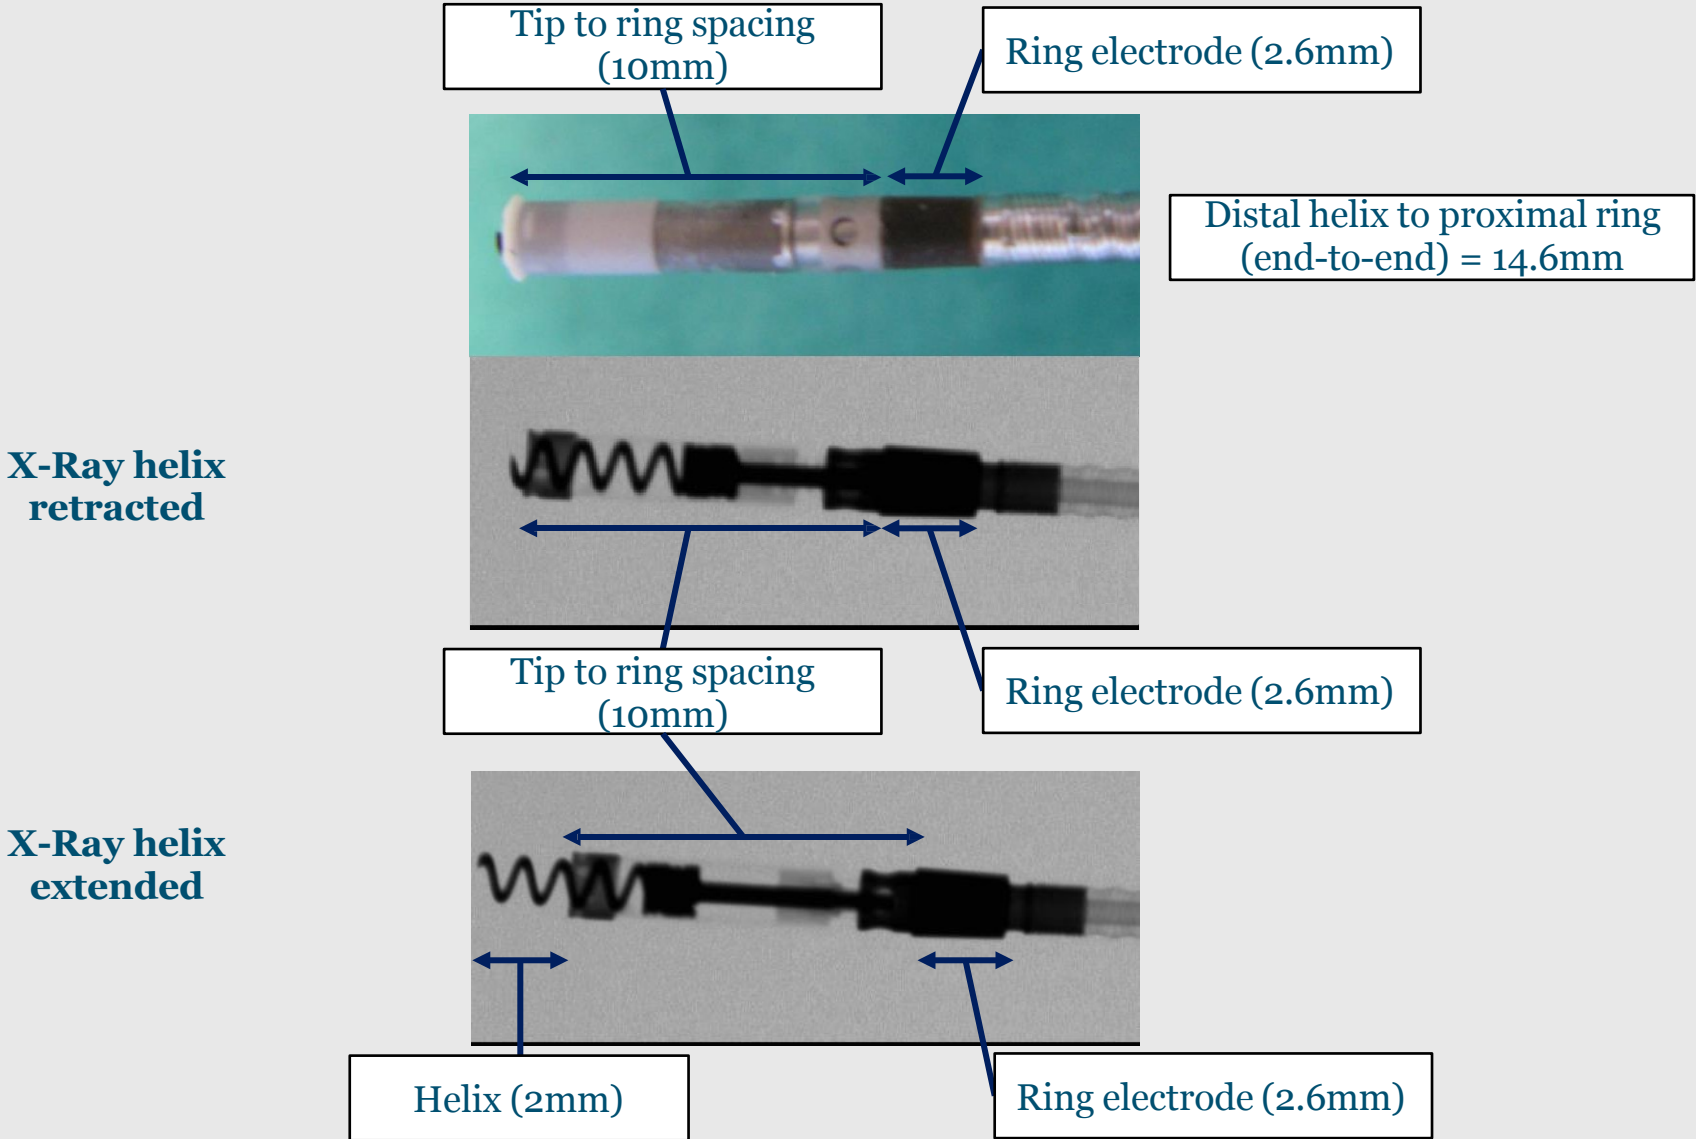 Tip to ring spacing
(10mm)
Ring electrode (2.6mm)
Distal helix to proximal ring
(end-to-end) = 14.6mm
X-Ray helix
retracted
Tip to ring spacing
(10mm)
Ring electrode (2.6mm)
X-Ray helix
extended
Helix (2mm)
Ring electrode (2.6mm)